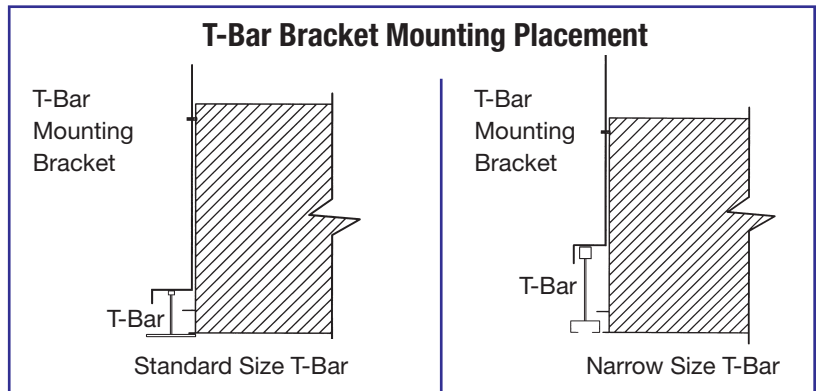 T-Bar Bracket Mounting Placement
T-Bar
Mounting
Bracket
T-Bar
Standard Size T-Bar
T-Bar
Mounting
Bracket
T-Bar
Narrow Size T-Bar